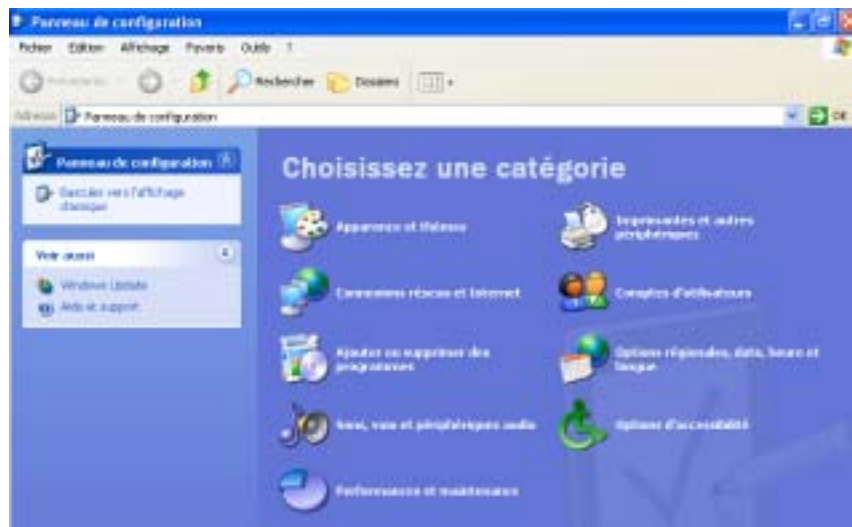 Panneau de configuration
Fichier Edition Affichage Favoris Outils ?
Rechercher Dossiers
Adresse Panneau de configuration OK
Panneau de configuration
Basculer vers l'affichage
classique
Voir aussi
Windows Update
Aide et support
Choisissez une catégorie
Apparence et thèmes
Imprimantes et autres
périphériques
Connexions réseau et Internet
Comptes d'utilisateurs
Ajouter ou supprimer des
programmes
Options régionales, date, heure et
langue
Sons, voix et périphériques audio
Options d'accessibilité
Performances et maintenance